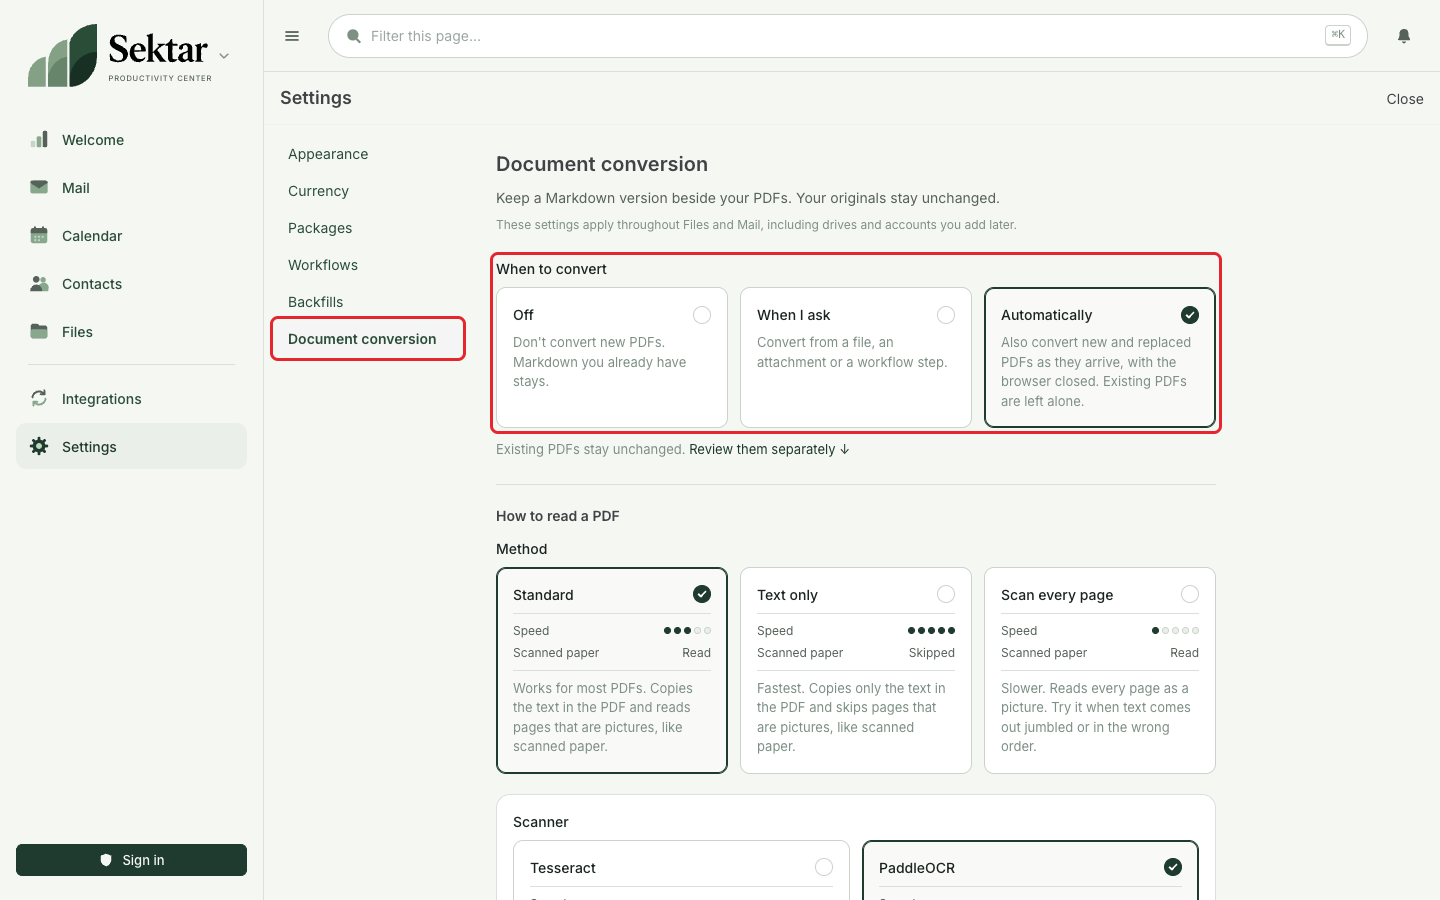 Sektar
PRODUCTIVITY CENTER
Welcome
Mail
Calendar
Contacts
Files
Integrations
Settings
Sign in
Filter this page...
⌘K
Settings
Close
Appearance
Currency
Packages
Workflows
Backfills
Document conversion
Document conversion
Keep a Markdown version beside your PDFs. Your originals stay unchanged.
These settings apply throughout Files and Mail, including drives and accounts you add later.
When to convert
Off
Don't convert new PDFs.
Markdown you already have
stays.
When I ask
Convert from a file, an
attachment or a workflow step.
Automatically
Also convert new and replaced
PDFs as they arrive, with the
browser closed. Existing PDFs
are left alone.
Existing PDFs stay unchanged. Review them separately ↓
How to read a PDF
Method
Standard
Speed
Scanned paper Read
Works for most PDFs. Copies
the text in the PDF and reads
pages that are pictures, like
scanned paper.
Text only
Speed
Scanned paper Skipped
Fastest. Copies only the text in
the PDF and skips pages that
are pictures, like scanned
paper.
Scan every page
Speed
Scanned paper Read
Slower. Reads every page as a
picture. Try it when text comes
out jumbled or in the wrong
order.
Scanner
Tesseract
PaddleOCR